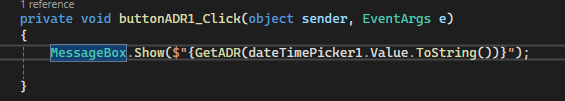 1 reference
private void buttonADR1_Click(object sender, EventArgs e)
{
MessageBox.Show($"{GetADR(dateTimePicker1.Value.ToString())}");
}